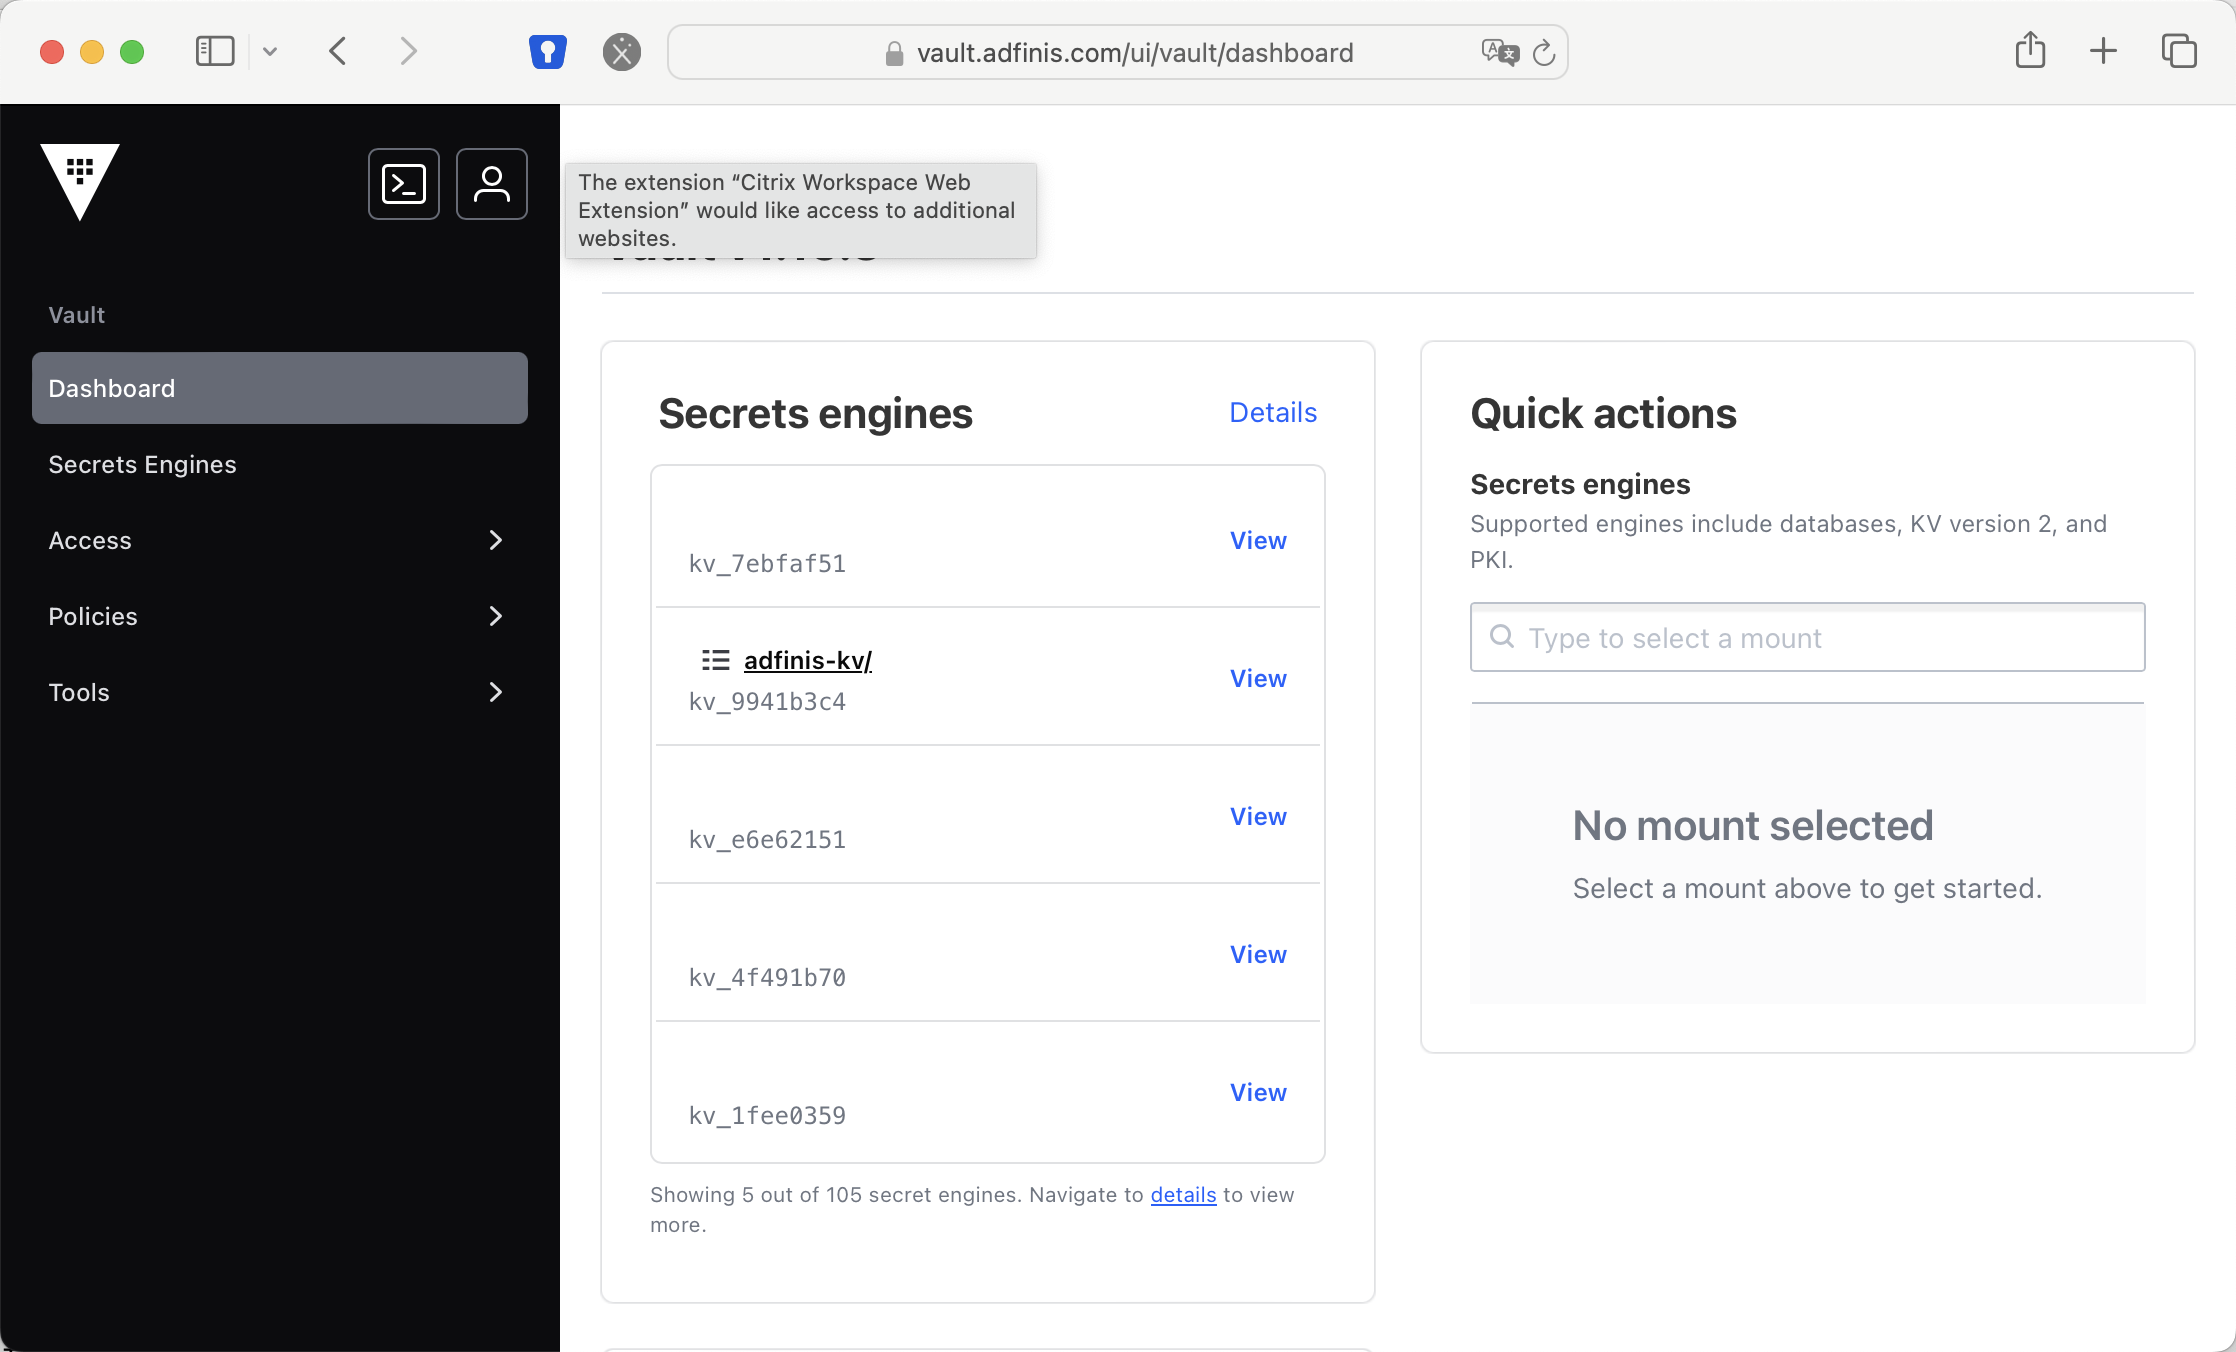 vault.adfinis.com/ui/vault/dashboard
The extension “Citrix Workspace Web
Extension” would like access to additional
websites.
Vault
Dashboard
Secrets Engines
Access
Policies
Tools
Secrets engines
Details
kv_7ebfaf51
View
adfinis-kv/
kv_9941b3c4
View
kv_e6e62151
View
kv_4f491b70
View
kv_1fee0359
View
Showing 5 out of 105 secret engines. Navigate to details to view
more.
Quick actions
Secrets engines
Supported engines include databases, KV version 2, and
PKI.
Type to select a mount
No mount selected
Select a mount above to get started.